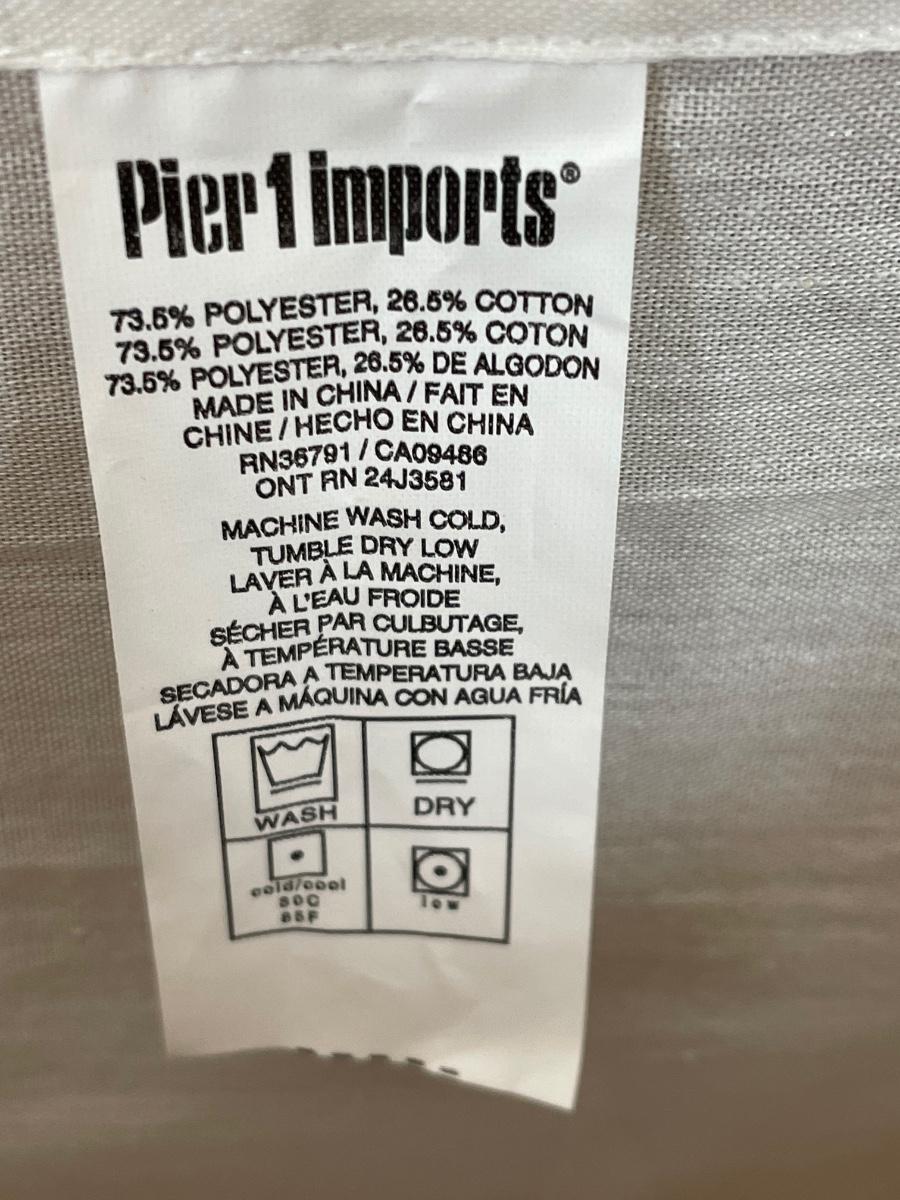 Pier 1 imports®
73.5% POLYESTER, 26.5% COTTON
73.5% POLYESTER, 26.5% COTON
73.5% POLYESTER, 26.5% DE ALGODON
MADE IN CHINA / FAIT EN
CHINE / HECHO EN CHINA
RN36791 / CA09486
ONT RN 24J3581
MACHINE WASH COLD,
TUMBLE DRY LOW
LAVER À LA MACHINE,
À L'EAU FROIDE
SÉCHER PAR CULBUTAGE,
À TEMPÉRATURE BASSE
SECADORA A TEMPERATURA BAJA
LÁVESE A MÁQUINA CON AGUA FRÍA
WASH
DRY
cold/cool
30C
85F
low